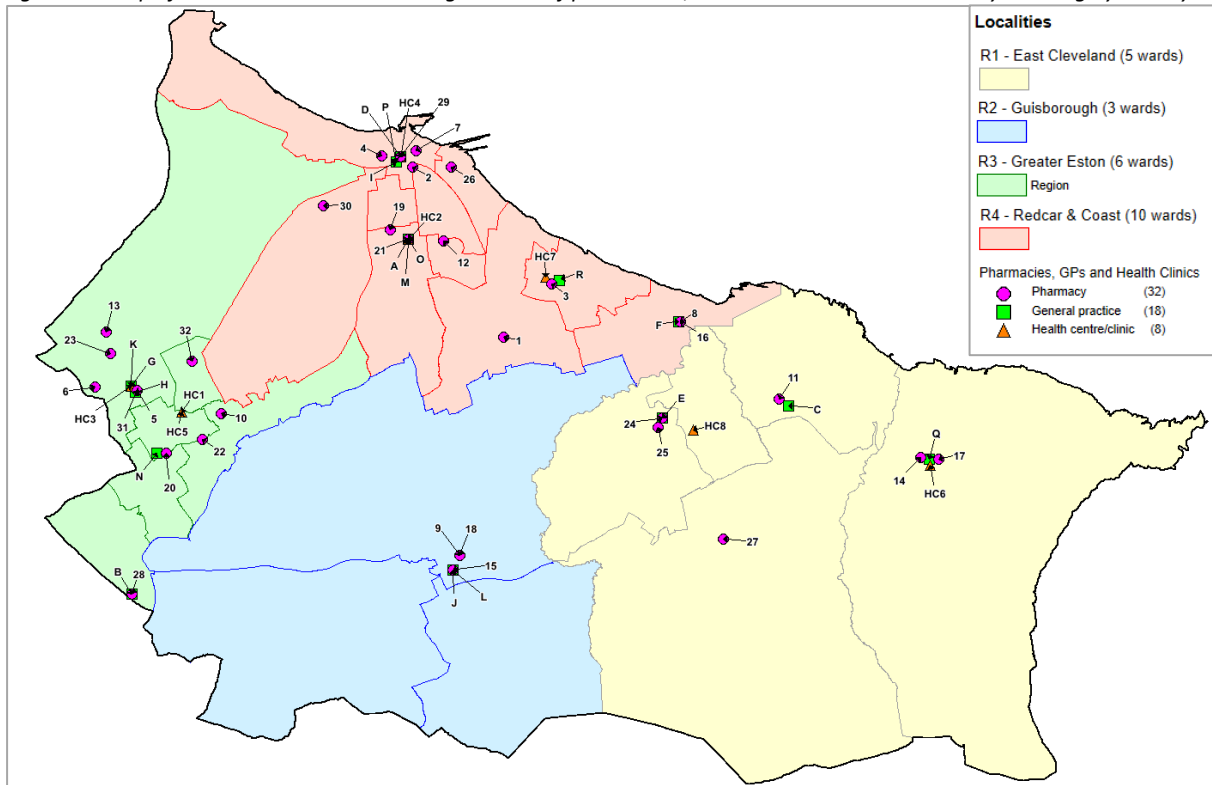 Localities
R1 - East Cleveland (5 wards)
R2 - Guisborough (3 wards)
R3 - Greater Eston (6 wards)
Region
R4 - Redcar & Coast (10 wards)
Pharmacies, GPs and Health Clinics
Pharmacy (32)
General practice (18)
Health centre/clinic (8)
D P HC4 29
7
4
I 2 26
30
19 HC2
21
A O 12
M
HC7 R
3
F 8
16
1
13
23
32
K
G
H
6
HC3
31 5
HC1
HC5
10
22
N
20
B 28
11
C
E
24
25
HC8
Q
14 17
HC6
27
9 18
15
J L